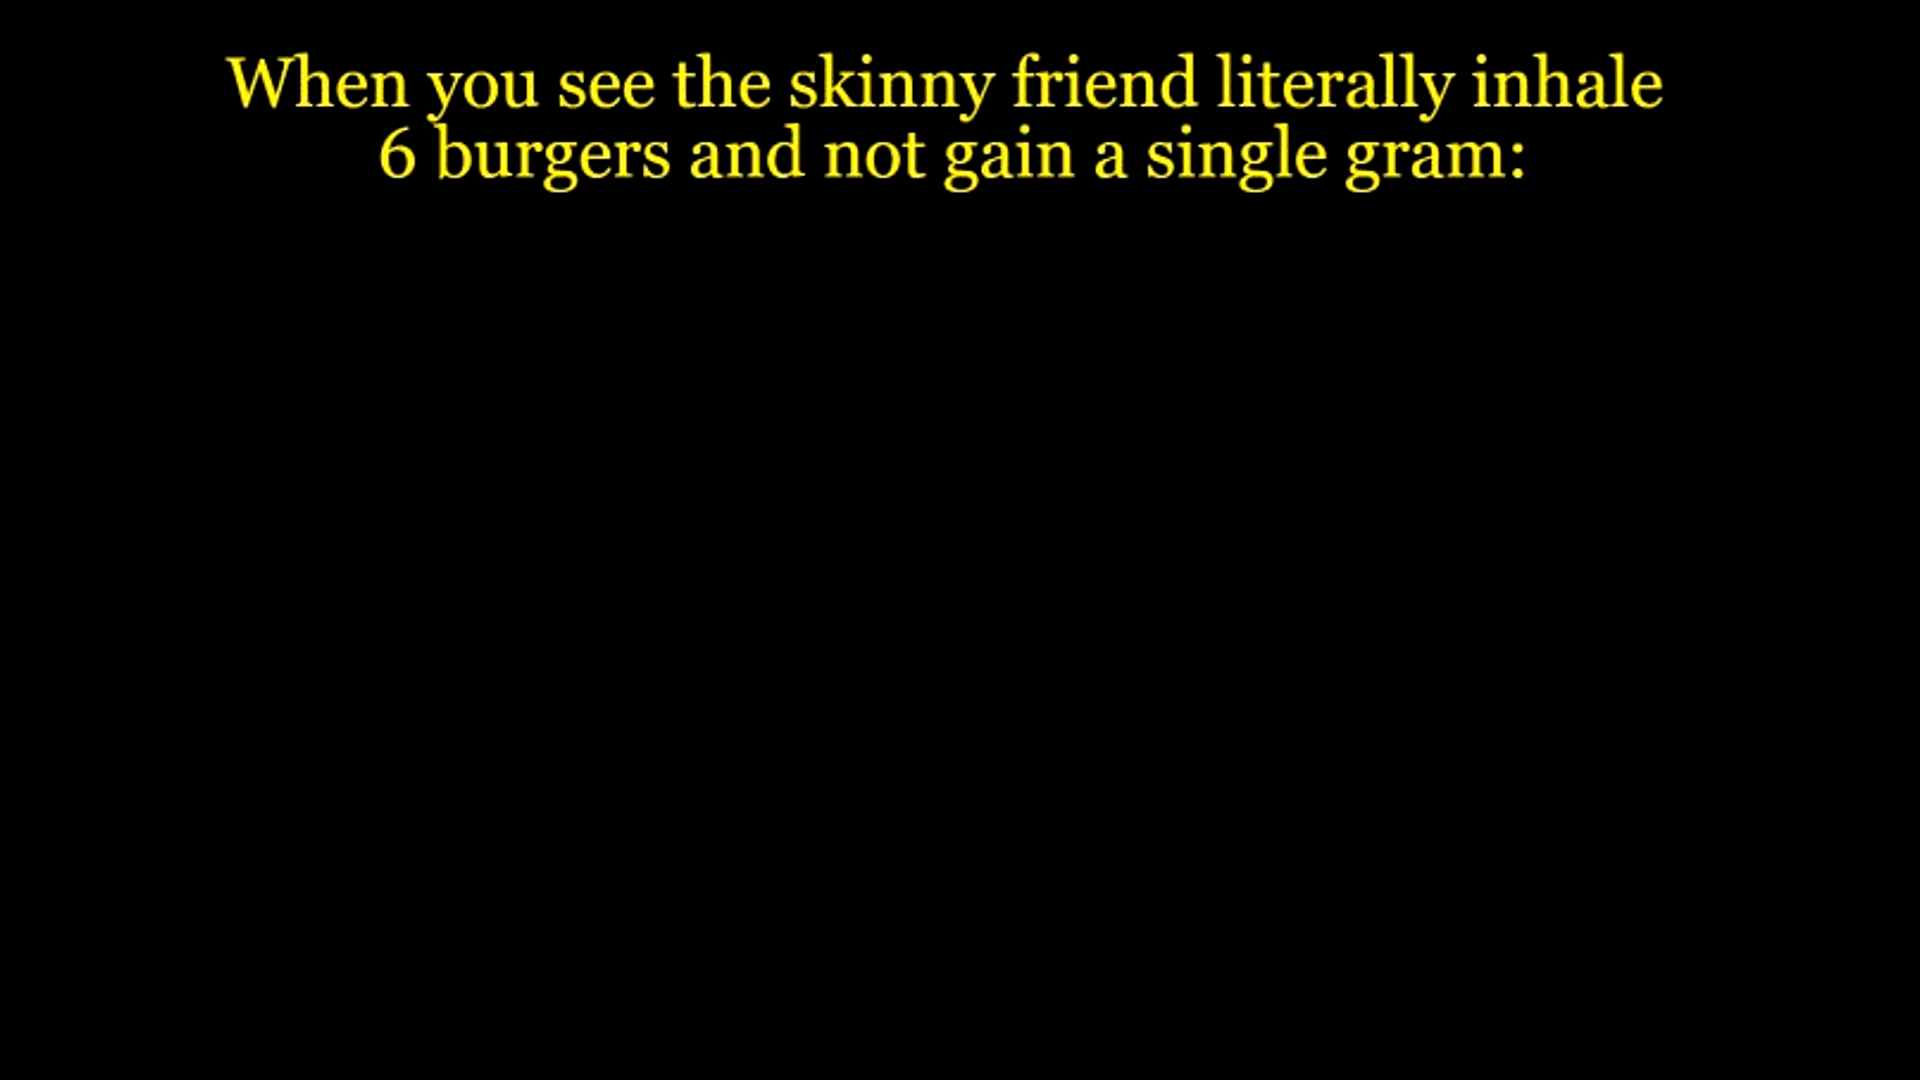 When you see the skinny friend literally inhale
6 burgers and not gain a single gram: